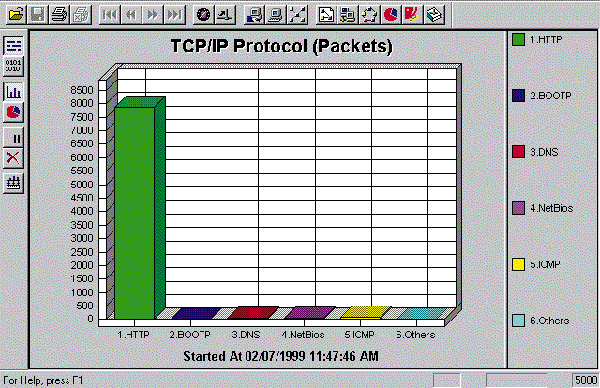 TCP/IP Protocol (Packets)
8500
8000
7500
7000
6500
6000
5500
5000
4500
4000
3500
3000
2500
2000
1500
1000
500
0
1.HTTP 2.BOOTP 3.DNS 4.NetBios 5.ICMP 6.Others
Started At 02/07/1999 11:47:46 AM
1.HTTP
2.BOOTP
3.DNS
4.NetBios
5.ICMP
6.Others
0101
1010
For Help, press F1
5000